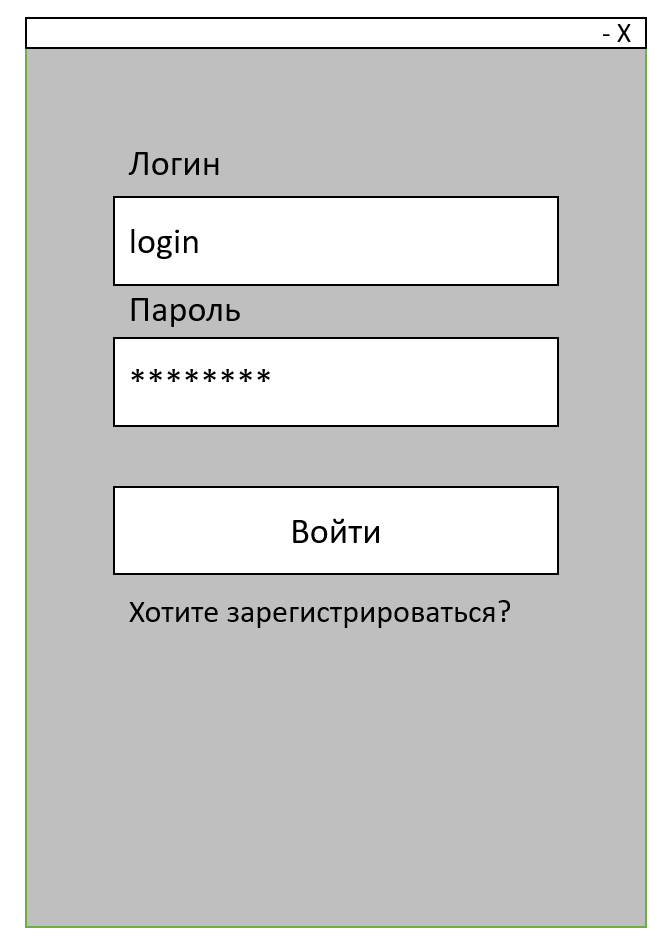 - X
Логин
login
Пароль
********
Войти
Хотите зарегистрироваться?